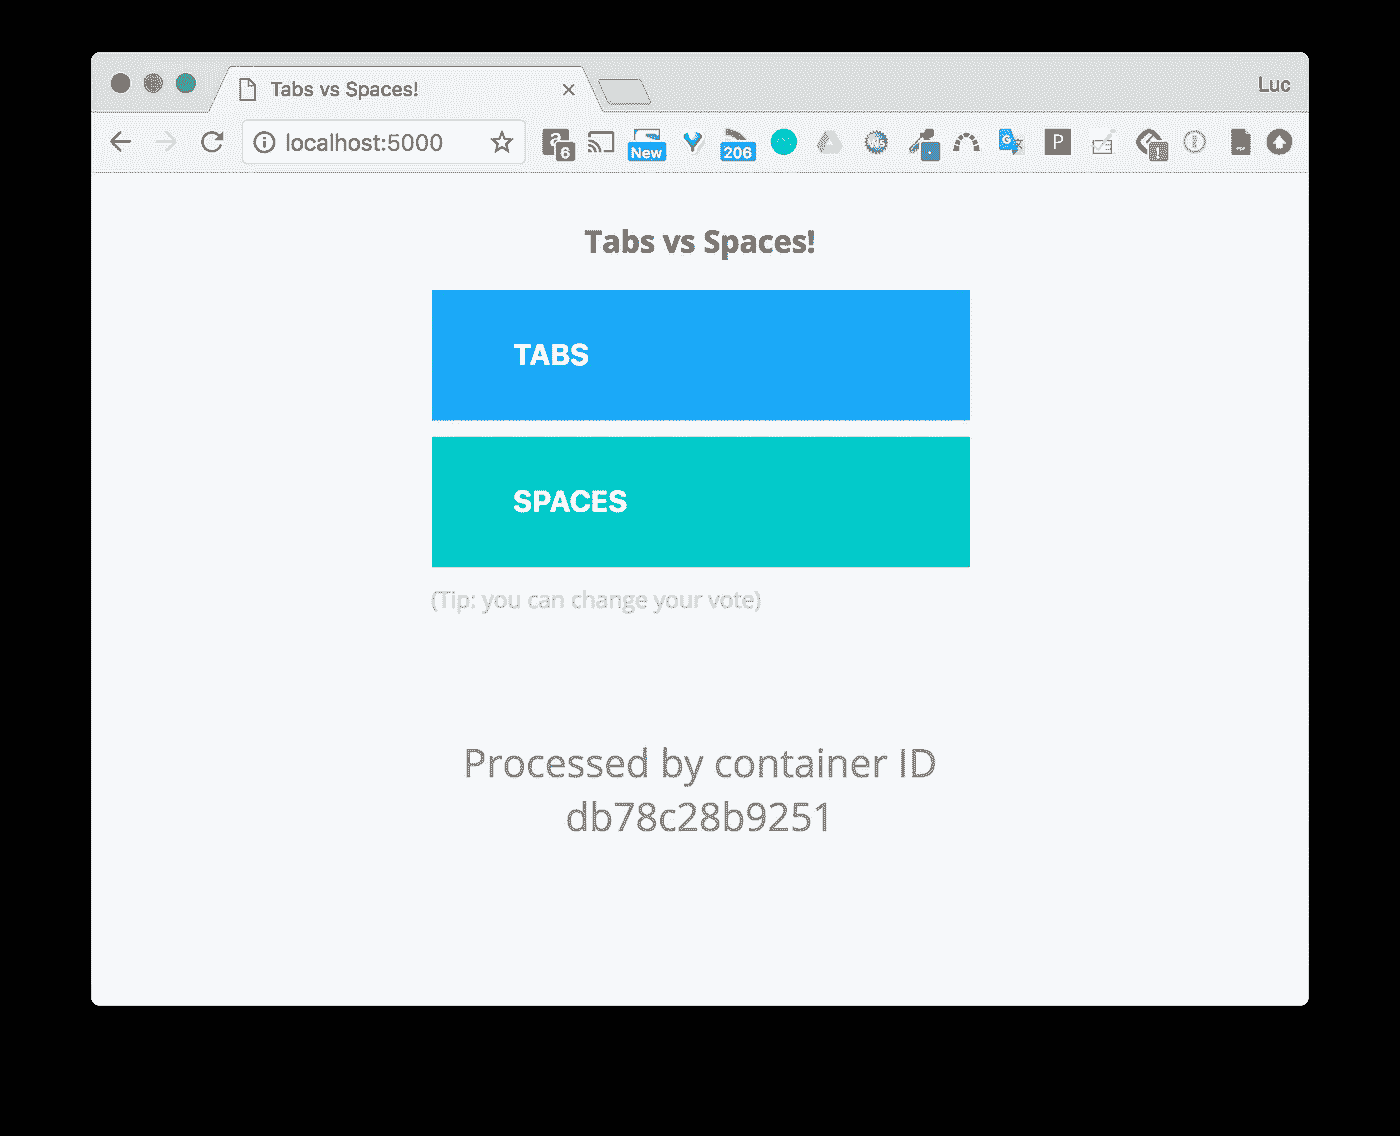 Tabs vs Spaces!
Luc
localhost:5000
6
New
206
P
1
Tabs vs Spaces!
TABS
SPACES
(Tip: you can change your vote)
Processed by container ID
db78c28b9251